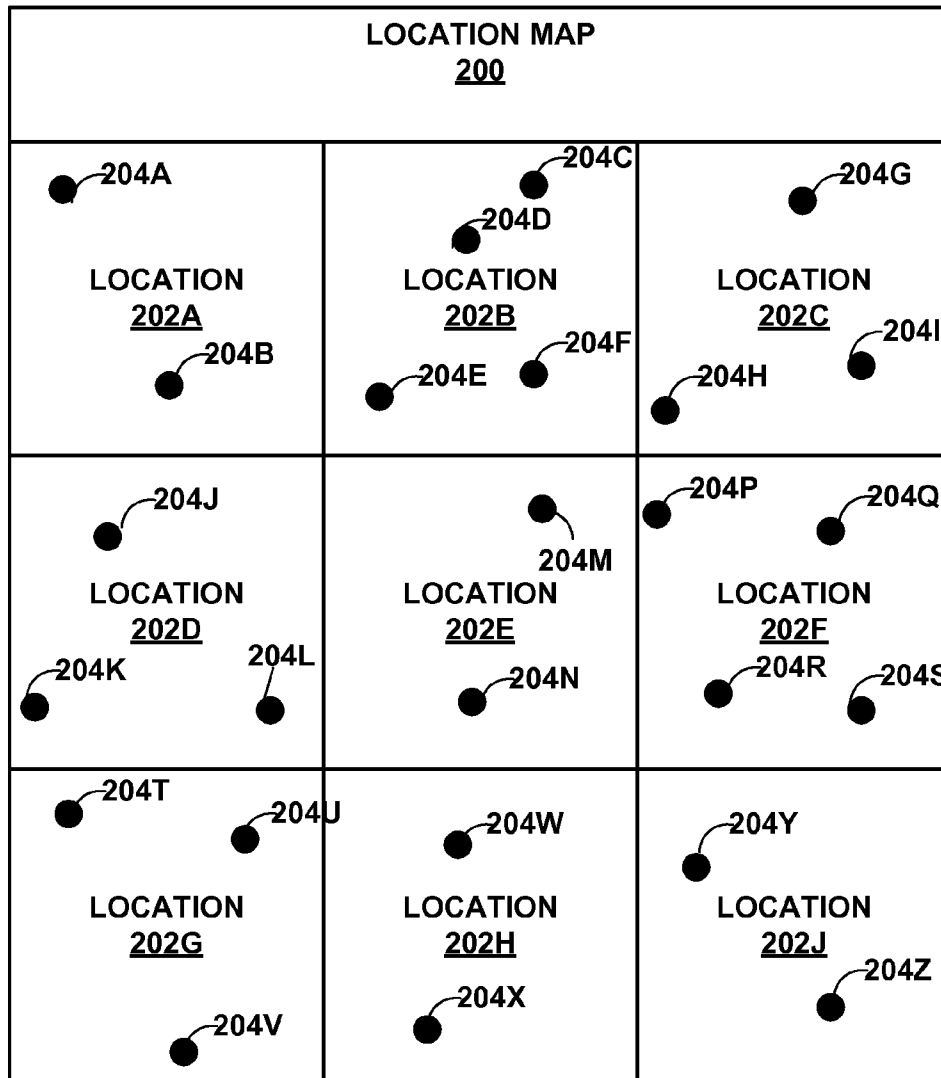 LOCATION MAP
200
204A
204B
LOCATION
202A
204C
204D
LOCATION
202B
204E
204F
204G
LOCATION
202C
204H
204I
204J
LOCATION
202D
204K
204L
204M
LOCATION
202E
204N
204P
204Q
LOCATION
202F
204R
204S
204T
204U
LOCATION
202G
204V
204W
LOCATION
202H
204X
204Y
LOCATION
202J
204Z